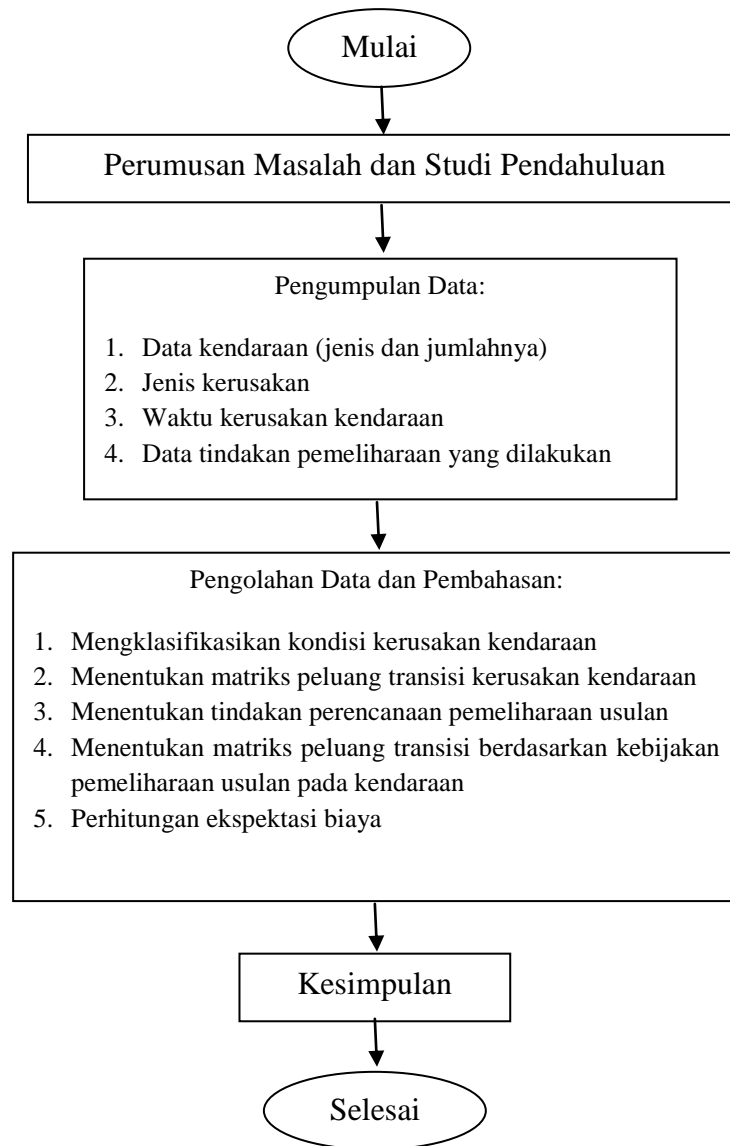 Mulai
Perumusan Masalah dan Studi Pendahuluan
Pengumpulan Data:
1. Data kendaraan (jenis dan jumlahnya)
2. Jenis kerusakan
3. Waktu kerusakan kendaraan
4. Data tindakan pemeliharaan yang dilakukan
Pengolahan Data dan Pembahasan:
1. Mengklasifikasikan kondisi kerusakan kendaraan
2. Menentukan matriks peluang transisi kerusakan kendaraan
3. Menentukan tindakan perencanaan pemeliharaan usulan
4. Menentukan matriks peluang transisi berdasarkan kebijakan
pemeliharaan usulan pada kendaraan
5. Perhitungan ekspektasi biaya
Kesimpulan
Selesai